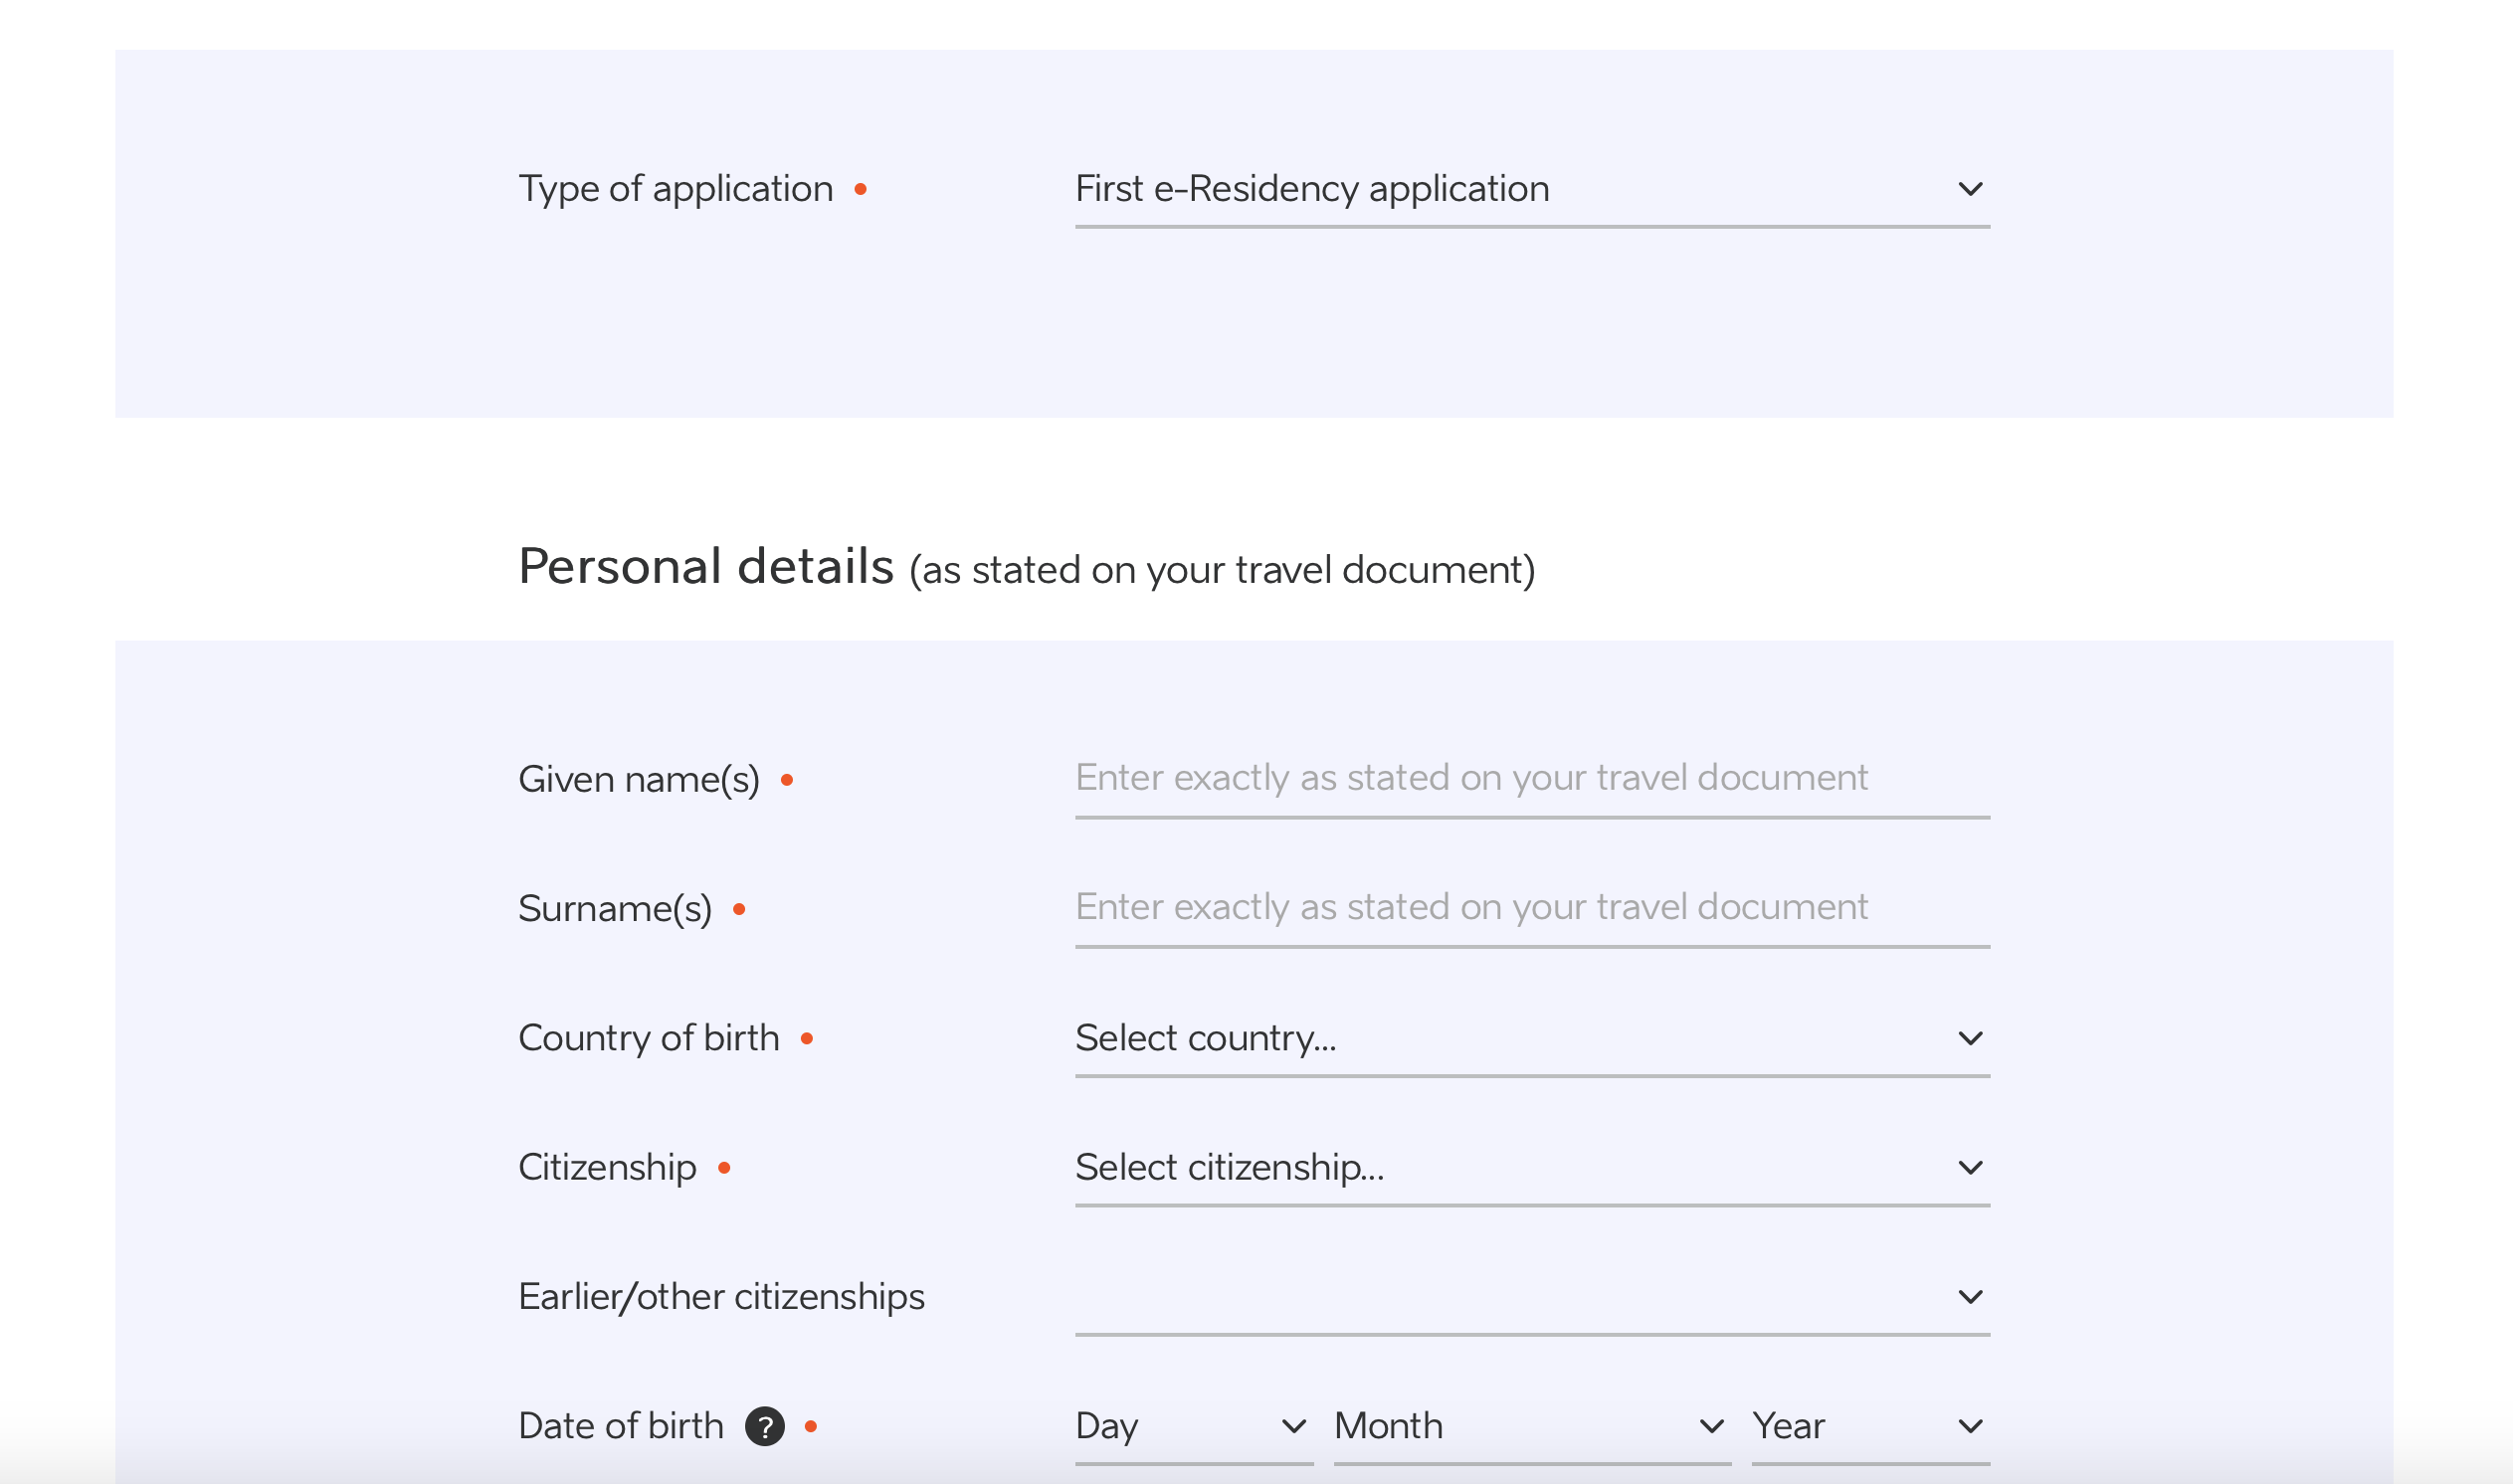 Type of application
First e-Residency application
Personal details (as stated on your travel document)
Given name(s)
Enter exactly as stated on your travel document
Surname(s)
Enter exactly as stated on your travel document
Country of birth
Select country...
Citizenship
Select citizenship...
Earlier/other citizenships
Date of birth ?
Day Month Year